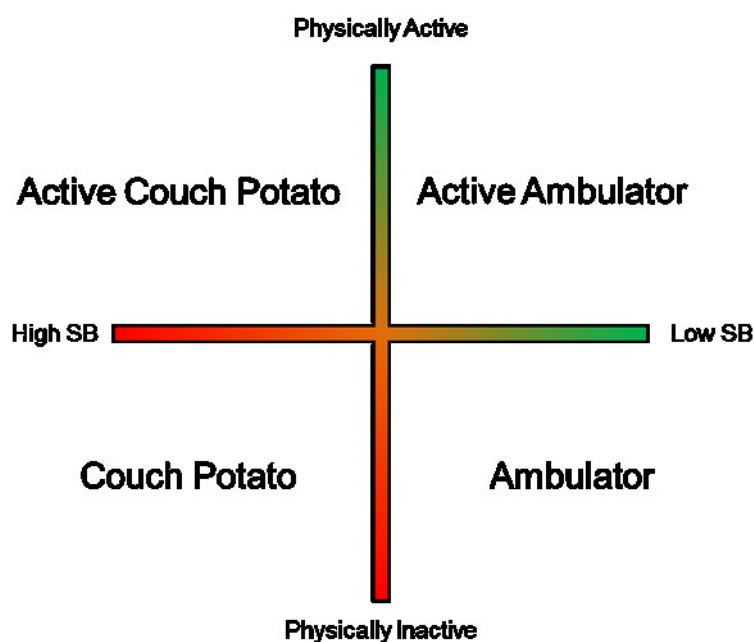 Physically Active
Active Couch Potato
Active Ambulator
High SB
Low SB
Couch Potato
Ambulator
Physically Inactive